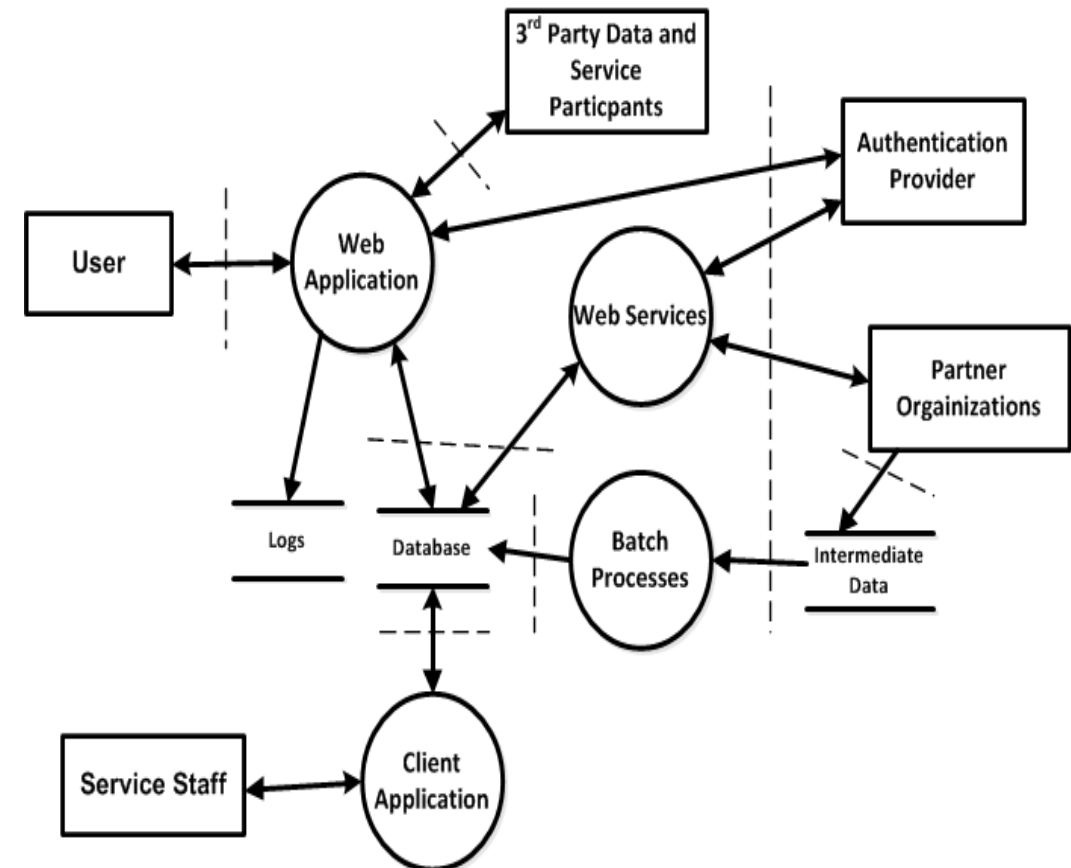 3rd Party Data and
Service
Particpants
Authentication
Provider
User
Web
Application
Web Services
Partner
Orgainizations
Logs
Database
Batch
Processes
Intermediate
Data
Service Staff
Client
Application